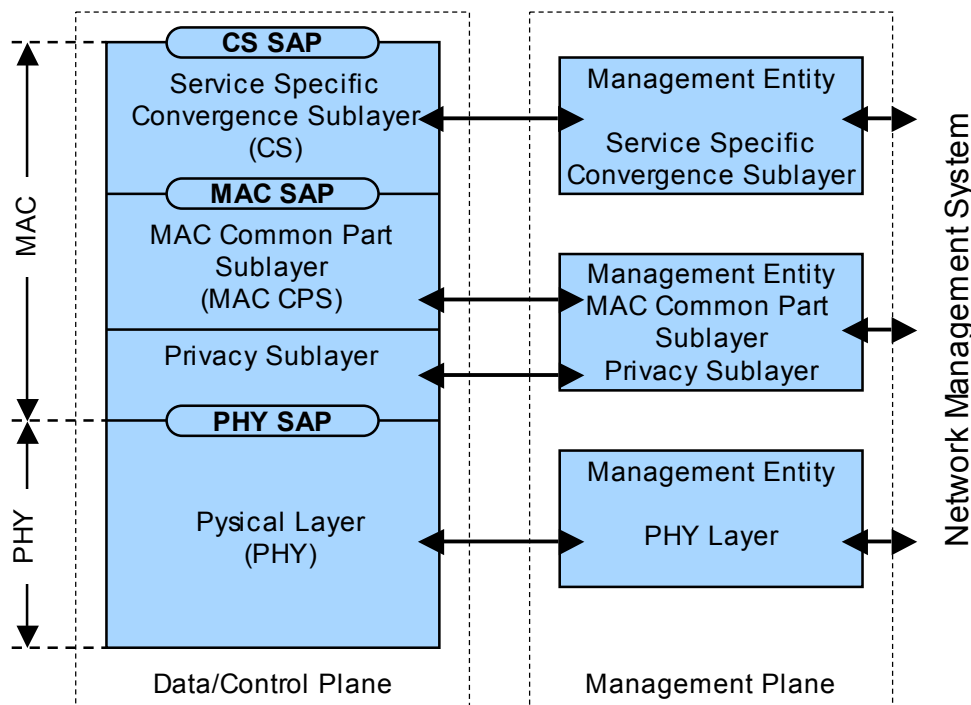 CS SAP
Service Specific
Convergence Sublayer
(CS)
MAC SAP
MAC Common Part
Sublayer
(MAC CPS)
Privacy Sublayer
PHY SAP
Pysical Layer
(PHY)
MAC
PHY
Data/Control Plane
Management Entity
Service Specific
Convergence Sublayer
Management Entity
MAC Common Part
Sublayer
Privacy Sublayer
Management Entity
PHY Layer
Management Plane
Network Management System